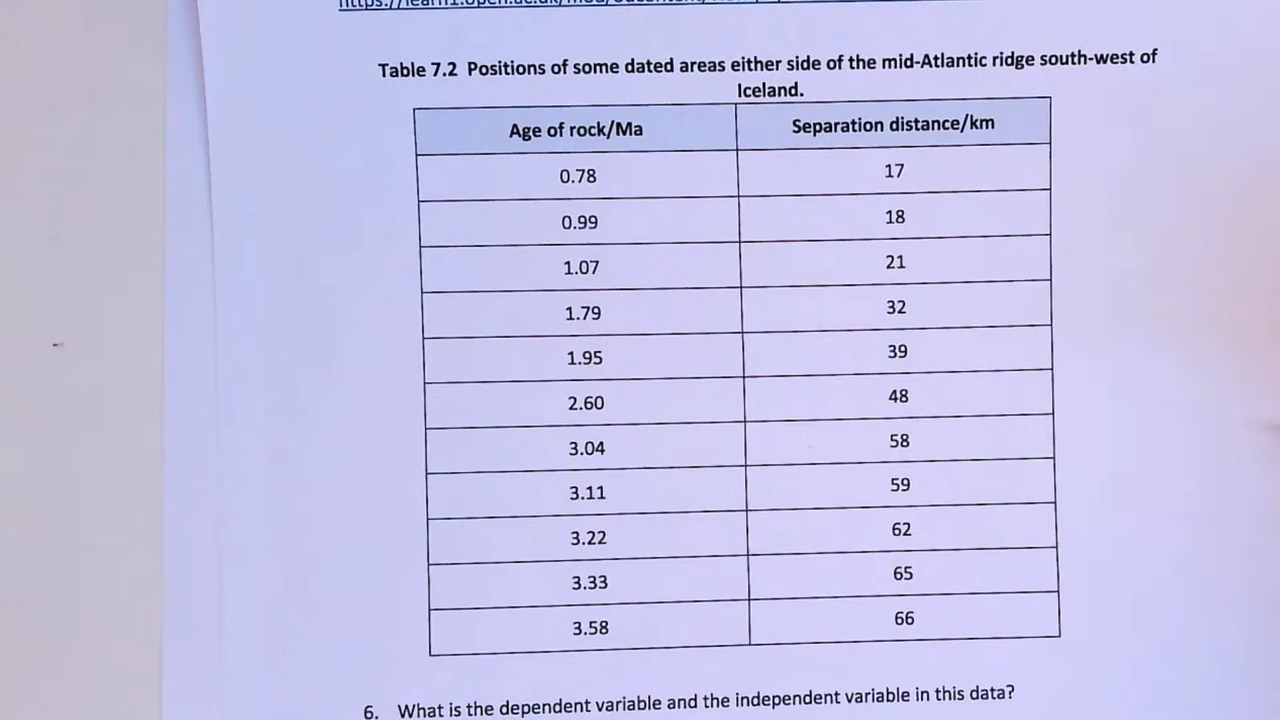 Table 7.2 Positions of some dated areas either side of the mid-Atlantic ridge south-west of
Iceland.
Age of rock/Ma Separation distance/km
0.78 17
0.99 18
1.07 21
1.79 32
1.95 39
2.60 48
3.04 58
3.11 59
3.22 62
3.33 65
3.58 66
6. What is the dependent variable and the independent variable in this data?